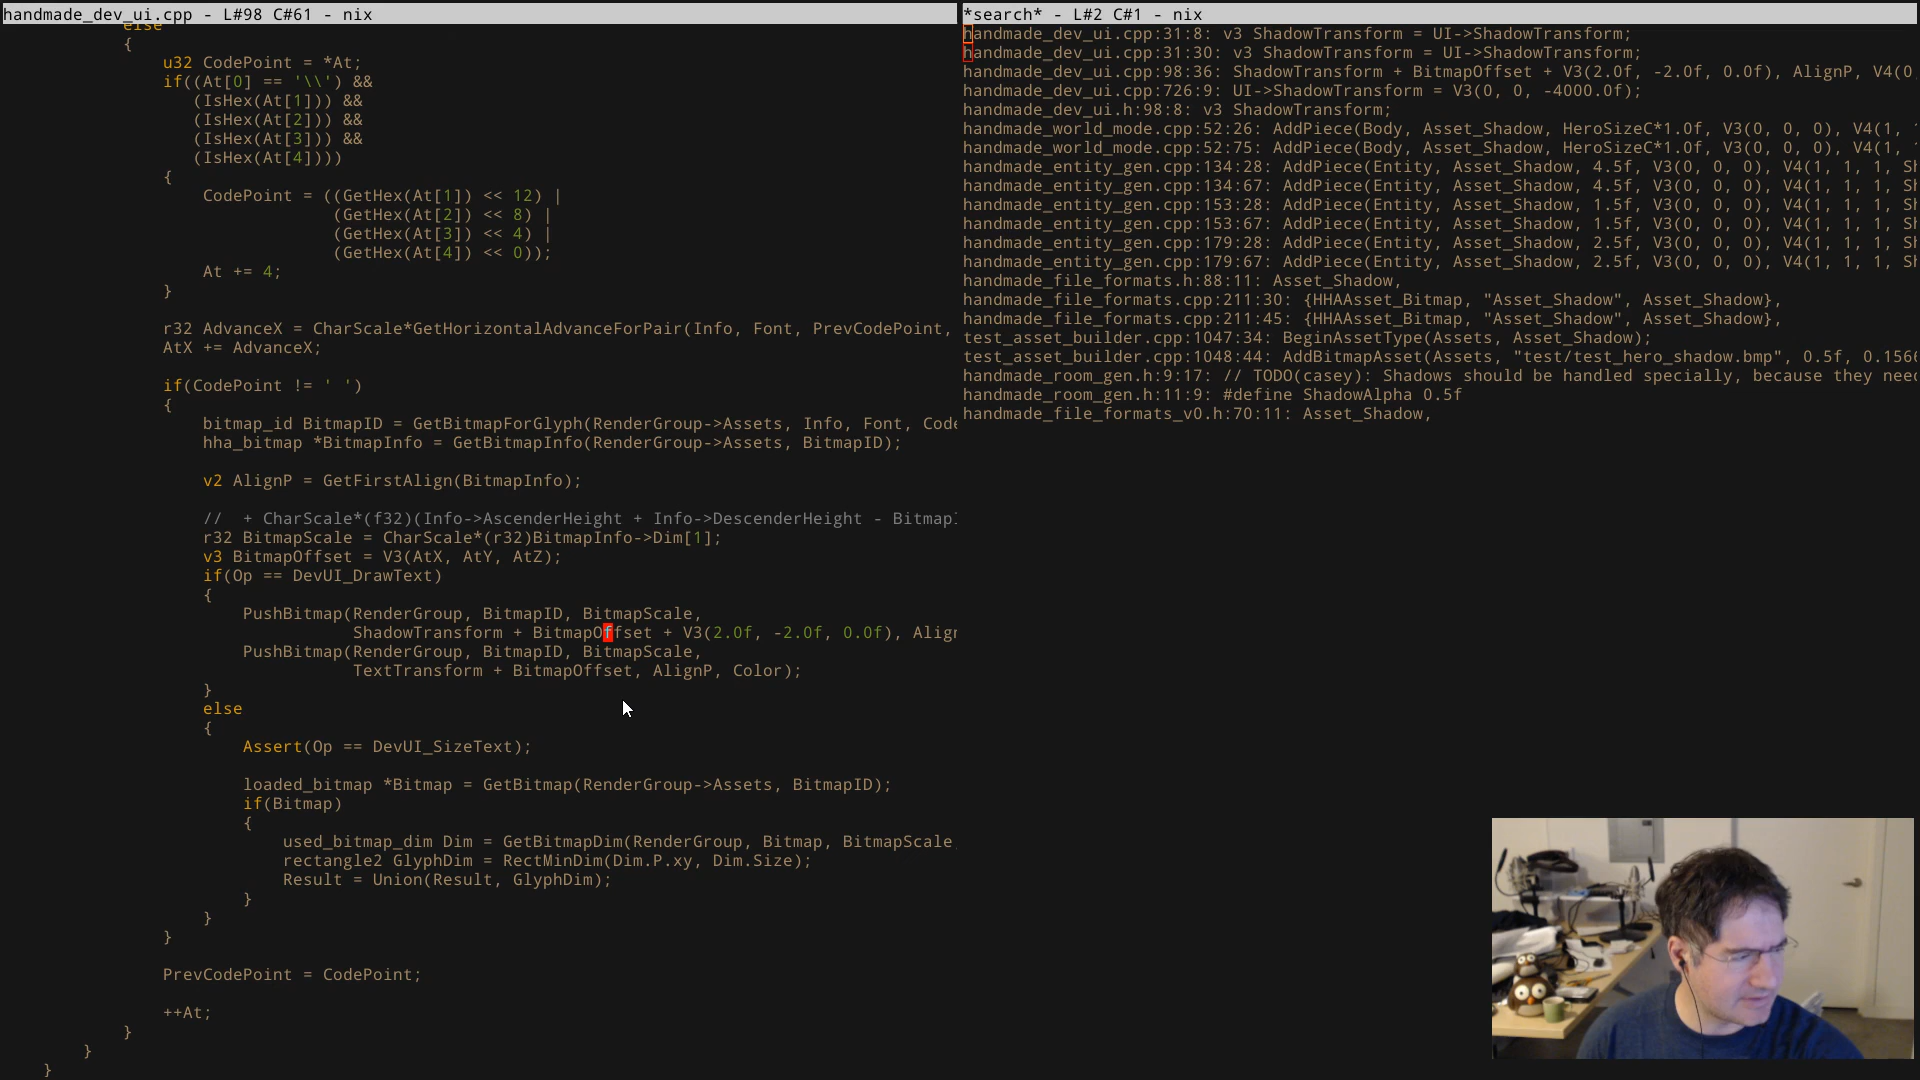 handmade_dev_ui.cpp - L#98 C#61 - nix
else
{
u32 CodePoint = *At;
if((At[0] == '\\') &&
(IsHex(At[1])) &&
(IsHex(At[2])) &&
(IsHex(At[3])) &&
(IsHex(At[4])))
{
CodePoint = ((GetHex(At[1]) << 12) |
(GetHex(At[2]) << 8) |
(GetHex(At[3]) << 4) |
(GetHex(At[4]) << 0));
At += 4;
}
r32 AdvanceX = CharScale*GetHorizontalAdvanceForPair(Info, Font, PrevCodePoint,
AtX += AdvanceX;
if(CodePoint != ' ')
{
bitmap_id BitmapID = GetBitmapForGlyph(RenderGroup->Assets, Info, Font, Code
hha_bitmap *BitmapInfo = GetBitmapInfo(RenderGroup->Assets, BitmapID);
v2 AlignP = GetFirstAlign(BitmapInfo);
// + CharScale*(f32)(Info->AscenderHeight + Info->DescenderHeight - BitmapI
r32 BitmapScale = CharScale*(r32)BitmapInfo->Dim[1];
v3 BitmapOffset = V3(AtX, AtY, AtZ);
if(Op == DevUI_DrawText)
{
PushBitmap(RenderGroup, BitmapID, BitmapScale,
ShadowTransform + BitmapOffset + V3(2.0f, -2.0f, 0.0f), Align
PushBitmap(RenderGroup, BitmapID, BitmapScale,
TextTransform + BitmapOffset, AlignP, Color);
}
else
{
Assert(Op == DevUI_SizeText);
loaded_bitmap *Bitmap = GetBitmap(RenderGroup->Assets, BitmapID);
if(Bitmap)
{
used_bitmap_dim Dim = GetBitmapDim(RenderGroup, Bitmap, BitmapScale,
rectangle2 GlyphDim = RectMinDim(Dim.P.xy, Dim.Size);
Result = Union(Result, GlyphDim);
}
}
}
PrevCodePoint = CodePoint;
++At;
}
}
}
*search* - L#2 C#1 - nix
handmade_dev_ui.cpp:31:8: v3 ShadowTransform = UI->ShadowTransform;
handmade_dev_ui.cpp:31:30: v3 ShadowTransform = UI->ShadowTransform;
handmade_dev_ui.cpp:98:36: ShadowTransform + BitmapOffset + V3(2.0f, -2.0f, 0.0f), AlignP, V4(0
handmade_dev_ui.cpp:726:9: UI->ShadowTransform = V3(0, 0, -4000.0f);
handmade_dev_ui.h:98:8: v3 ShadowTransform;
handmade_world_mode.cpp:52:26: AddPiece(Body, Asset_Shadow, HeroSizeC*1.0f, V3(0, 0, 0), V4(1,
handmade_world_mode.cpp:52:75: AddPiece(Body, Asset_Shadow, HeroSizeC*1.0f, V3(0, 0, 0), V4(1,
handmade_entity_gen.cpp:134:28: AddPiece(Entity, Asset_Shadow, 4.5f, V3(0, 0, 0), V4(1, 1, 1, Sh
handmade_entity_gen.cpp:134:67: AddPiece(Entity, Asset_Shadow, 4.5f, V3(0, 0, 0), V4(1, 1, 1, Sh
handmade_entity_gen.cpp:153:28: AddPiece(Entity, Asset_Shadow, 1.5f, V3(0, 0, 0), V4(1, 1, 1, Sh
handmade_entity_gen.cpp:153:67: AddPiece(Entity, Asset_Shadow, 1.5f, V3(0, 0, 0), V4(1, 1, 1, Sh
handmade_entity_gen.cpp:179:28: AddPiece(Entity, Asset_Shadow, 2.5f, V3(0, 0, 0), V4(1, 1, 1, Sh
handmade_entity_gen.cpp:179:67: AddPiece(Entity, Asset_Shadow, 2.5f, V3(0, 0, 0), V4(1, 1, 1, Sh
handmade_file_formats.h:88:11: Asset_Shadow,
handmade_file_formats.cpp:211:30: {HHAAsset_Bitmap, "Asset_Shadow", Asset_Shadow},
handmade_file_formats.cpp:211:45: {HHAAsset_Bitmap, "Asset_Shadow", Asset_Shadow},
test_asset_builder.cpp:1047:34: BeginAssetType(Assets, Asset_Shadow);
test_asset_builder.cpp:1048:44: AddBitmapAsset(Assets, "test/test_hero_shadow.bmp", 0.5f, 0.1566
handmade_room_gen.h:9:17: // TODO(casey): Shadows should be handled specially, because they need
handmade_room_gen.h:11:9: #define ShadowAlpha 0.5f
handmade_file_formats_v0.h:70:11: Asset_Shadow,